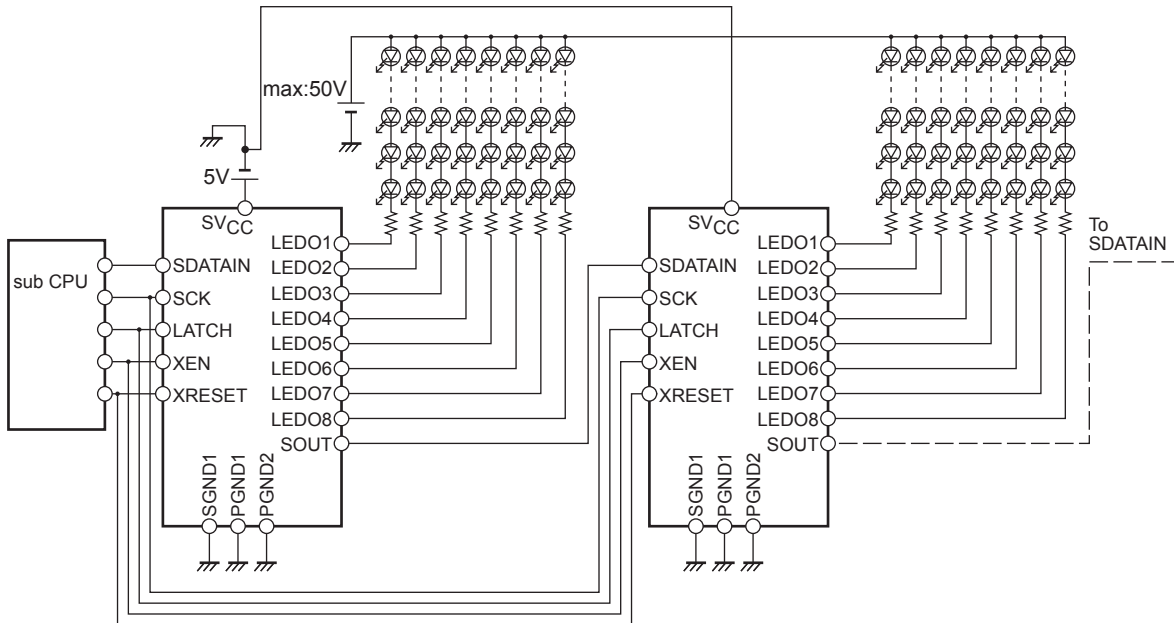 max:50V
5V
sub CPU
SVCC
SDATAIN
SCK
LATCH
XEN
XRESET
LEDO1
LEDO2
LEDO3
LEDO4
LEDO5
LEDO6
LEDO7
LEDO8
SOUT
SGND1
PGND1
PGND2
SVCC
SDATAIN
SCK
LATCH
XEN
XRESET
LEDO1
LEDO2
LEDO3
LEDO4
LEDO5
LEDO6
LEDO7
LEDO8
SOUT
SGND1
PGND1
PGND2
To
SDATAIN